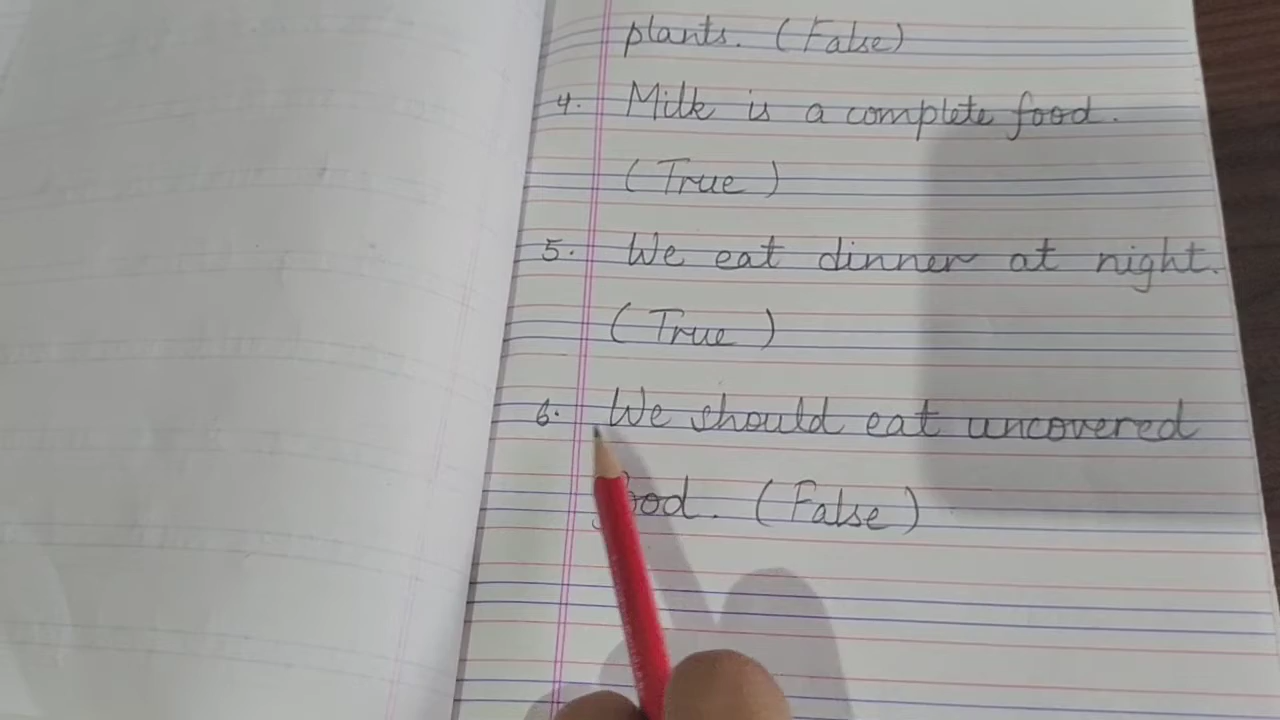 plants. (False)
4. Milk is a complete food.
(True)
5. We eat dinner at night.
(True)
6. We should eat uncovered
food. (False)